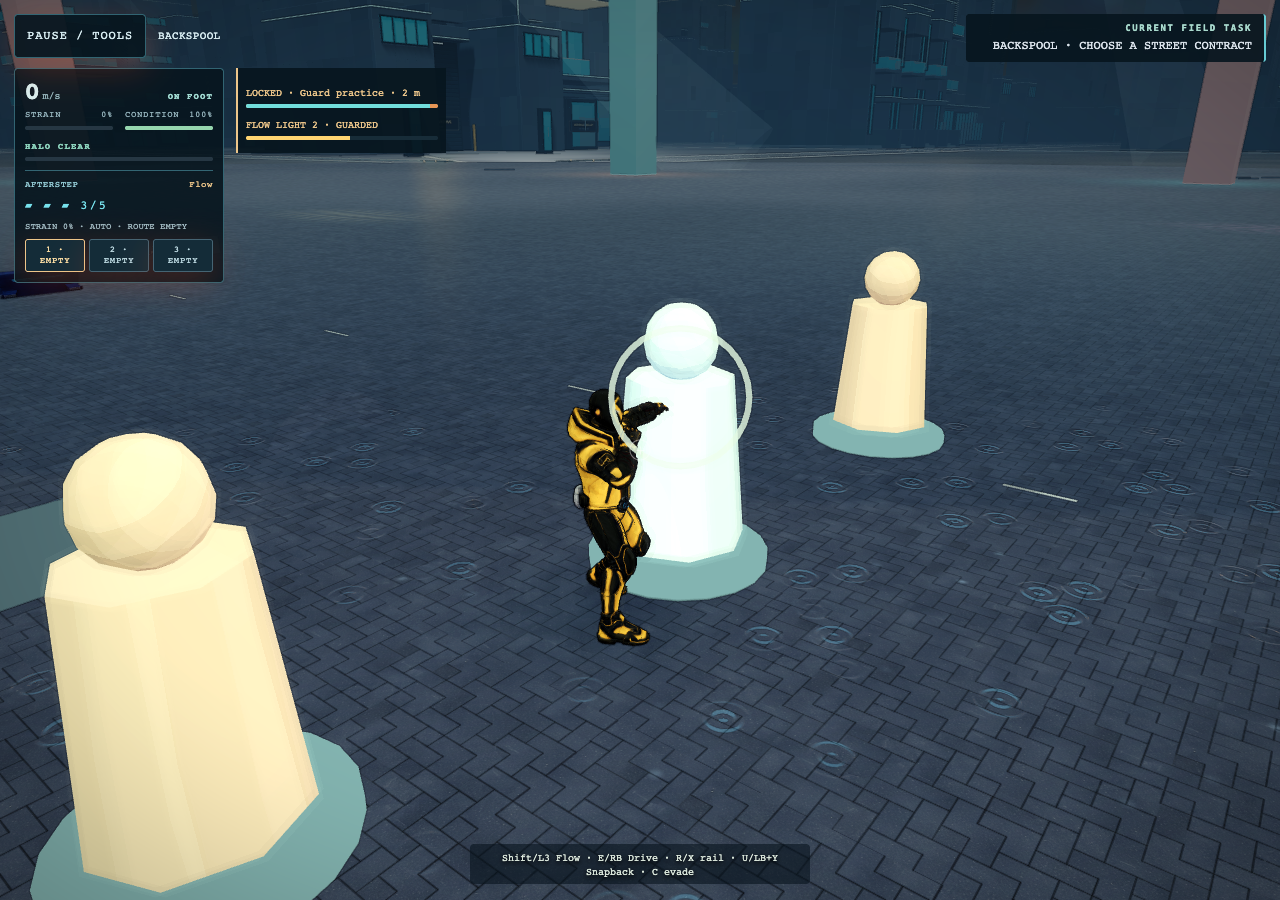 PAUSE / TOOLS
BACKSPOOL
CURRENT FIELD TASK
BACKSPOOL · CHOOSE A STREET CONTRACT
0 m/s
ON FOOT
STRAIN 0%
CONDITION 100%
HALO CLEAR
AFTERSTEP
Flow
3/5
STRAIN 0% · AUTO · ROUTE EMPTY
1 · EMPTY
2 · EMPTY
3 · EMPTY
LOCKED · Guard practice · 2 m
FLOW LIGHT 2 · GUARDED
Shift/L3 Flow · E/RB Drive · R/X rail · U/LB+Y
Snapback · C evade